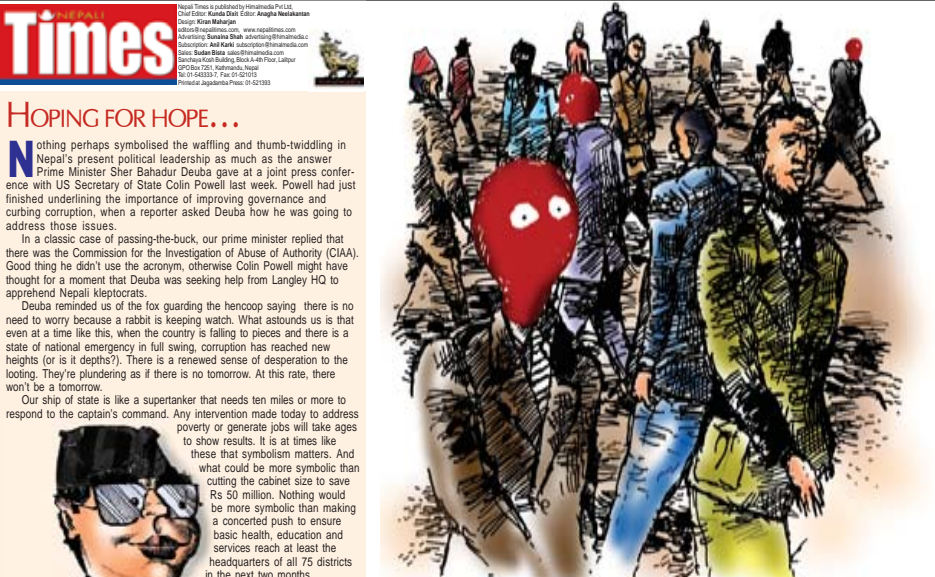 NEPALI
Times
Nepali Times is published by Himalmedia Pvt Ltd,
Chief Editor: Kunda Dixit Editor: Anagha Neelakantan
Design: Kiran Maharjan
editors@nepalitimes.com, www.nepalitimes.com
Advertising: Sunaina Shah advertising@himalmedia.c
Subscription: Anil Karki subscription@himalmedia.com
Sales: Sudan Bista sales@himalmedia.com
Sanchaya Kosh Building, Block A-4th Floor, Lalitpur
GPO Box 7251, Kathmandu, Nepal
Tel: 01-543333-7, Fax: 01-521013
Printed at Jagadamba Press: 01-521393
HOPING FOR HOPE...
Nothing perhaps symbolised the waffling and thumb-twiddling in
Nepal's present political leadership as much as the answer
Prime Minister Sher Bahadur Deuba gave at a joint press confer-
ence with US Secretary of State Colin Powell last week. Powell had just
finished underlining the importance of improving governance and
curbing corruption, when a reporter asked Deuba how he was going to
address those issues.
In a classic case of passing-the-buck, our prime minister replied that
there was the Commission for the Investigation of Abuse of Authority (CIAA).
Good thing he didn't use the acronym, otherwise Colin Powell might have
thought for a moment that Deuba was seeking help from Langley HQ to
apprehend Nepali kleptocrats.
Deuba reminded us of the fox guarding the hencoop saying there is no
need to worry because a rabbit is keeping watch. What astounds us is that
even at a time like this, when the country is falling to pieces and there is a
state of national emergency in full swing, corruption has reached new
heights (or is it depths?). There is a renewed sense of desperation to the
looting. They're plundering as if there is no tomorrow. At this rate, there
won't be a tomorrow.
Our ship of state is like a supertanker that needs ten miles or more to
respond to the captain's command. Any intervention made today to address
poverty or generate jobs will take ages
to show results. It is at times like
these that symbolism matters. And
what could be more symbolic than
cutting the cabinet size to save
Rs 50 million. Nothing would
be more symbolic than making
a concerted push to ensure
basic health, education and
services reach at least the
headquarters of all 75 districts
in the next two months.